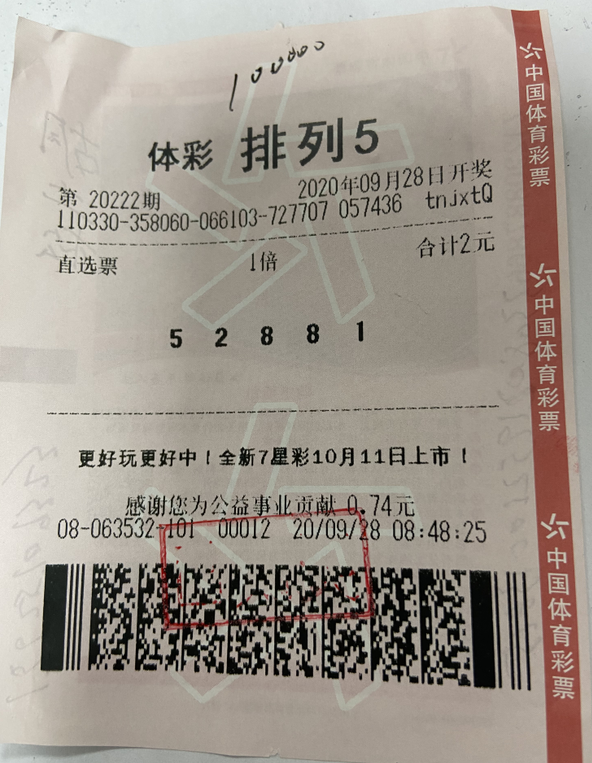 100000
体彩 排列5
第 20222期 2020年09月28日开奖
110330-358060-066103-727707 057436 tnjxtQ
直选票 1倍 合计2元
5 2 8 8 1
更好玩更好中！全新7星彩10月11日上市！
感谢您为公益事业贡献 0.74元
08-063532-101 00012 20/09/28 08:48:25
中国体育彩票
中国体育彩票
中国体育彩票